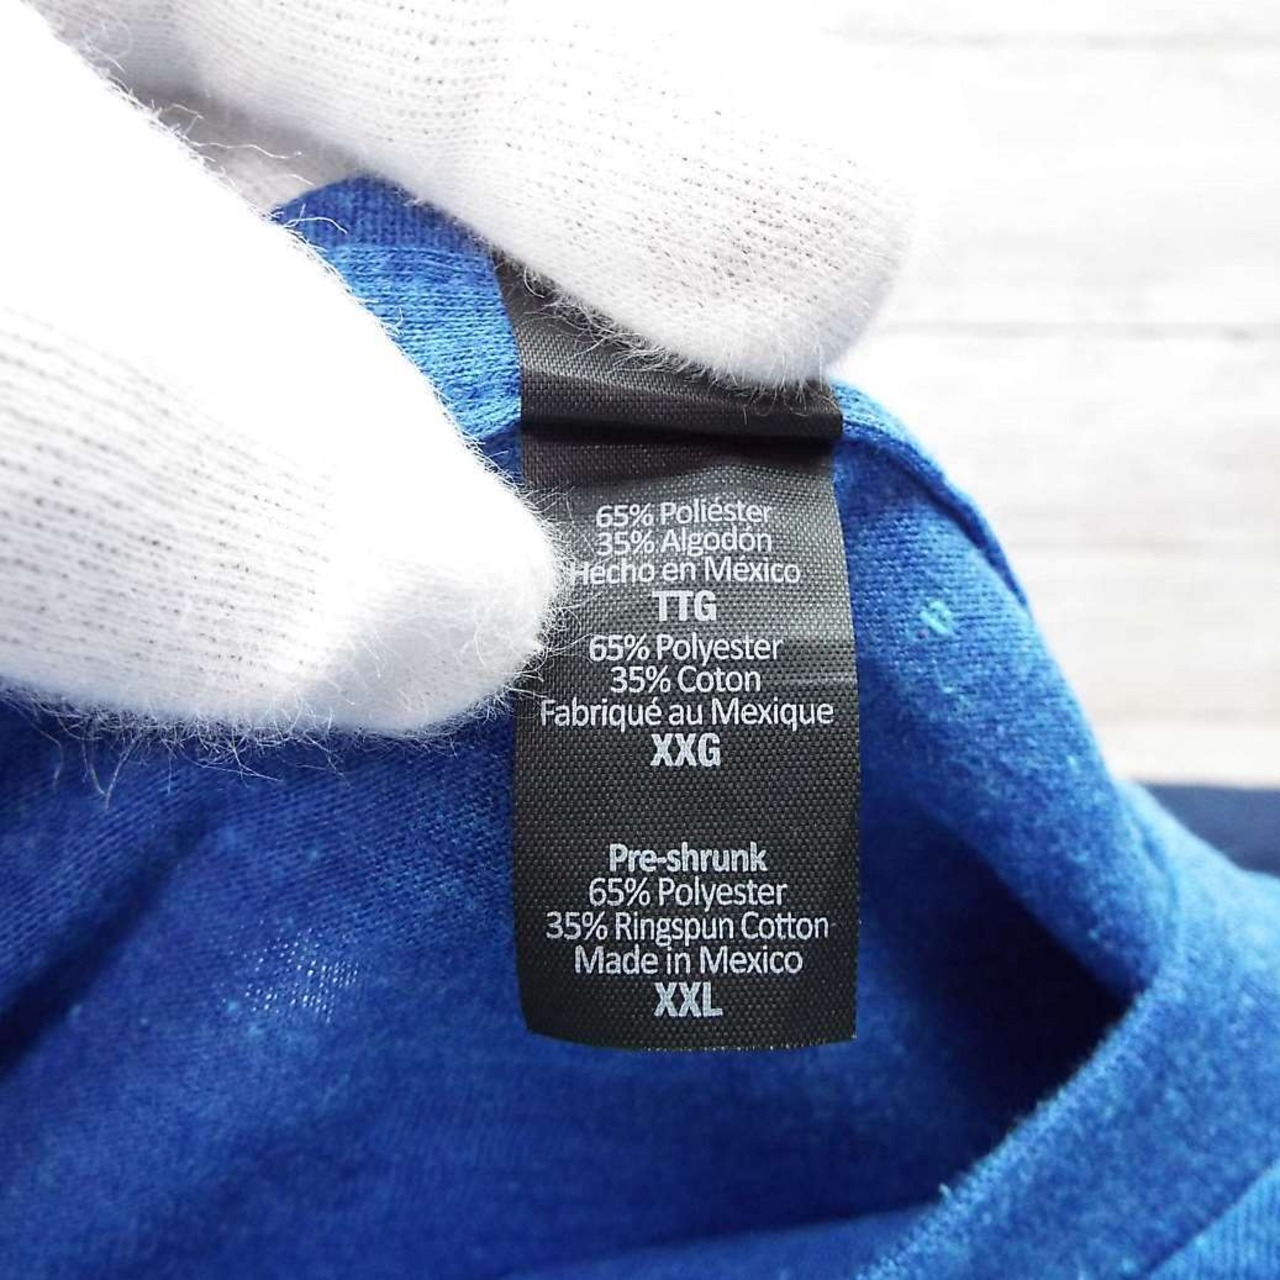 65% Poliéster
35% Algodón
Hecho en México
TTG
65% Polyester
35% Coton
Fabriqué au Mexique
XXG
Pre-shrunk
65% Polyester
35% Ringspun Cotton
Made in Mexico
XXL